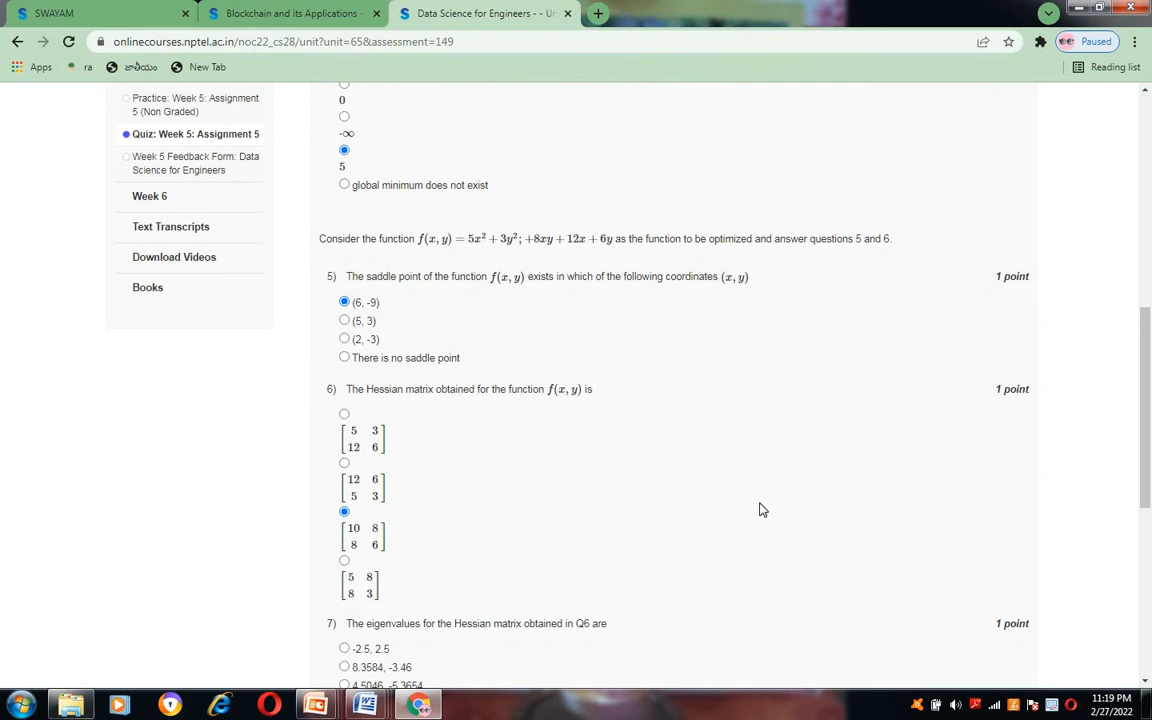 SWAYAM
Blockchain and its Applications -
Data Science for Engineers - - Un
onlinecourses.nptel.ac.in/noc22_cs28/unit?unit=65&assessment=149
Paused
Apps
ra
జాతీయం
New Tab
Reading list
Practice: Week 5: Assignment
5 (Non Graded)
Quiz: Week 5: Assignment 5
Week 5 Feedback Form: Data
Science for Engineers
Week 6
Text Transcripts
Download Videos
Books
0
-∞
5
global minimum does not exist
Consider the function f(x, y) = 5x² + 3y²; +8xy + 12x + 6y as the function to be optimized and answer questions 5 and 6.
5) The saddle point of the function f(x, y) exists in which of the following coordinates (x, y) 1 point
(6, -9)
(5, 3)
(2, -3)
There is no saddle point
6) The Hessian matrix obtained for the function f(x, y) is 1 point
5 3
12 6
12 6
5 3
10 8
8 6
5 8
8 3
7) The eigenvalues for the Hessian matrix obtained in Q6 are 1 point
-2.5, 2.5
8.3584, -3.46
4.5046, -5.3654
11:19 PM
2/27/2022